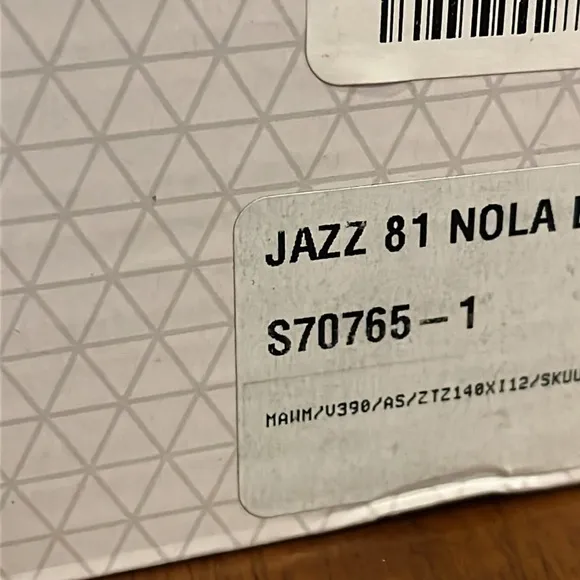 JAZZ 81 NOLA
S70765-1
MAWM/V390/AS/ZTZ140XI12/SKUL